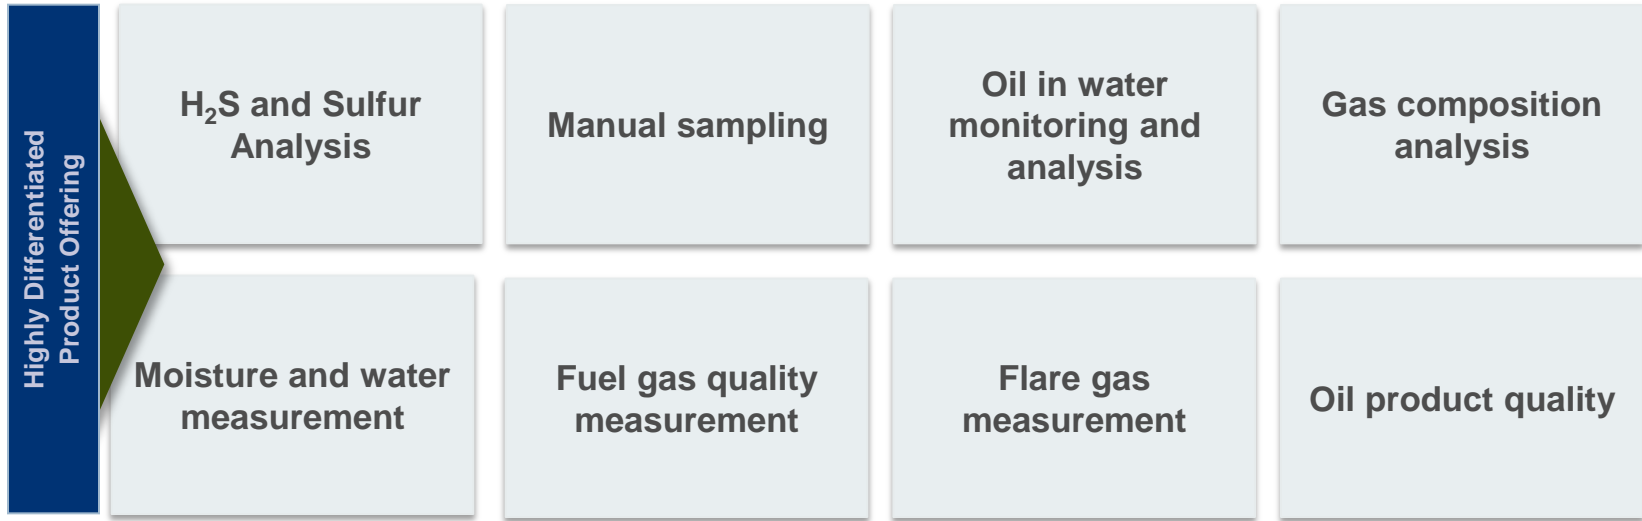 Highly Differentiated
Product Offering
H₂S and Sulfur
Analysis
Manual sampling
Oil in water
monitoring and
analysis
Gas composition
analysis
Moisture and water
measurement
Fuel gas quality
measurement
Flare gas
measurement
Oil product quality